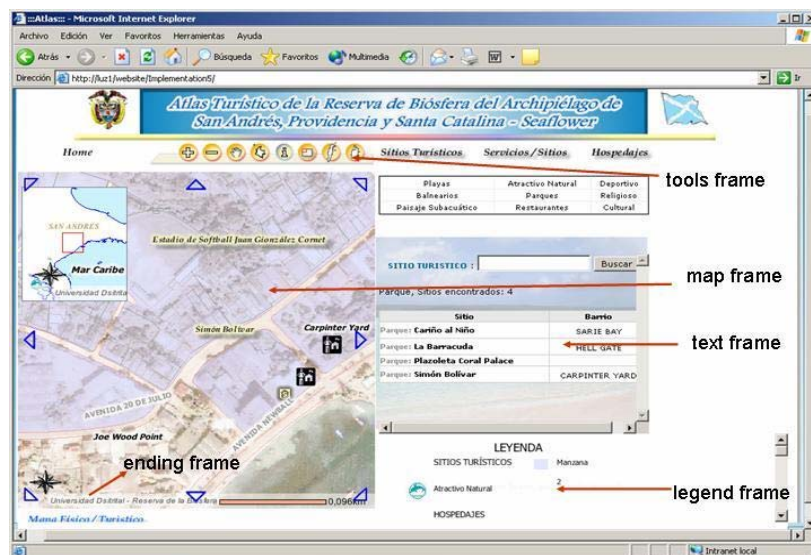 :::Atlas::: - Microsoft Internet Explorer
Archivo Edición Ver Favoritos Herramientas Ayuda
Atrás Búsqueda Favoritos Multimedia
Dirección http://luz1/website/Implementation5/ Ir
Atlas Turístico de la Reserva de Biósfera del Archipiélago de
San Andrés, Providencia y Santa Catalina - Seaflower
Home Sitios Turísticos Servicios/Sitios Hospedajes
tools frame
Playas Atractivo Natural Deportivo
Balnearios Parques Religioso
Paisaje Subacuático Restaurantes Cultural
SAN ANDRES
Mar Caribe
Universidad Dsitrital
Estadio de Softball Juan Gionzález Cornet
Simón Bolivar
Carpinter Yard
AVENIDA 20 DE JULIO
AVENIDA NEWBALL
Joe Wood Point
ending frame
Universidad Dsitrital - Reserva de la Biosfera
0,096km
Mapa Físico/Turistico
SITIO TURISTICO : Buscar
map frame
Parque, Sitios encontrados: 4
Sitio Barrio
Parque: Cariño al Niño SARIE BAY
Parque: La Barracuda HELL GATE
text frame
Parque: Plazoleta Coral Palace
Parque: Simón Bolívar CARPINTER YARD
LEYENDA
SITIOS TURÍSTICOS Manzana
2
Atractivo Natural
legend frame
HOSPEDAJES
Intranet local